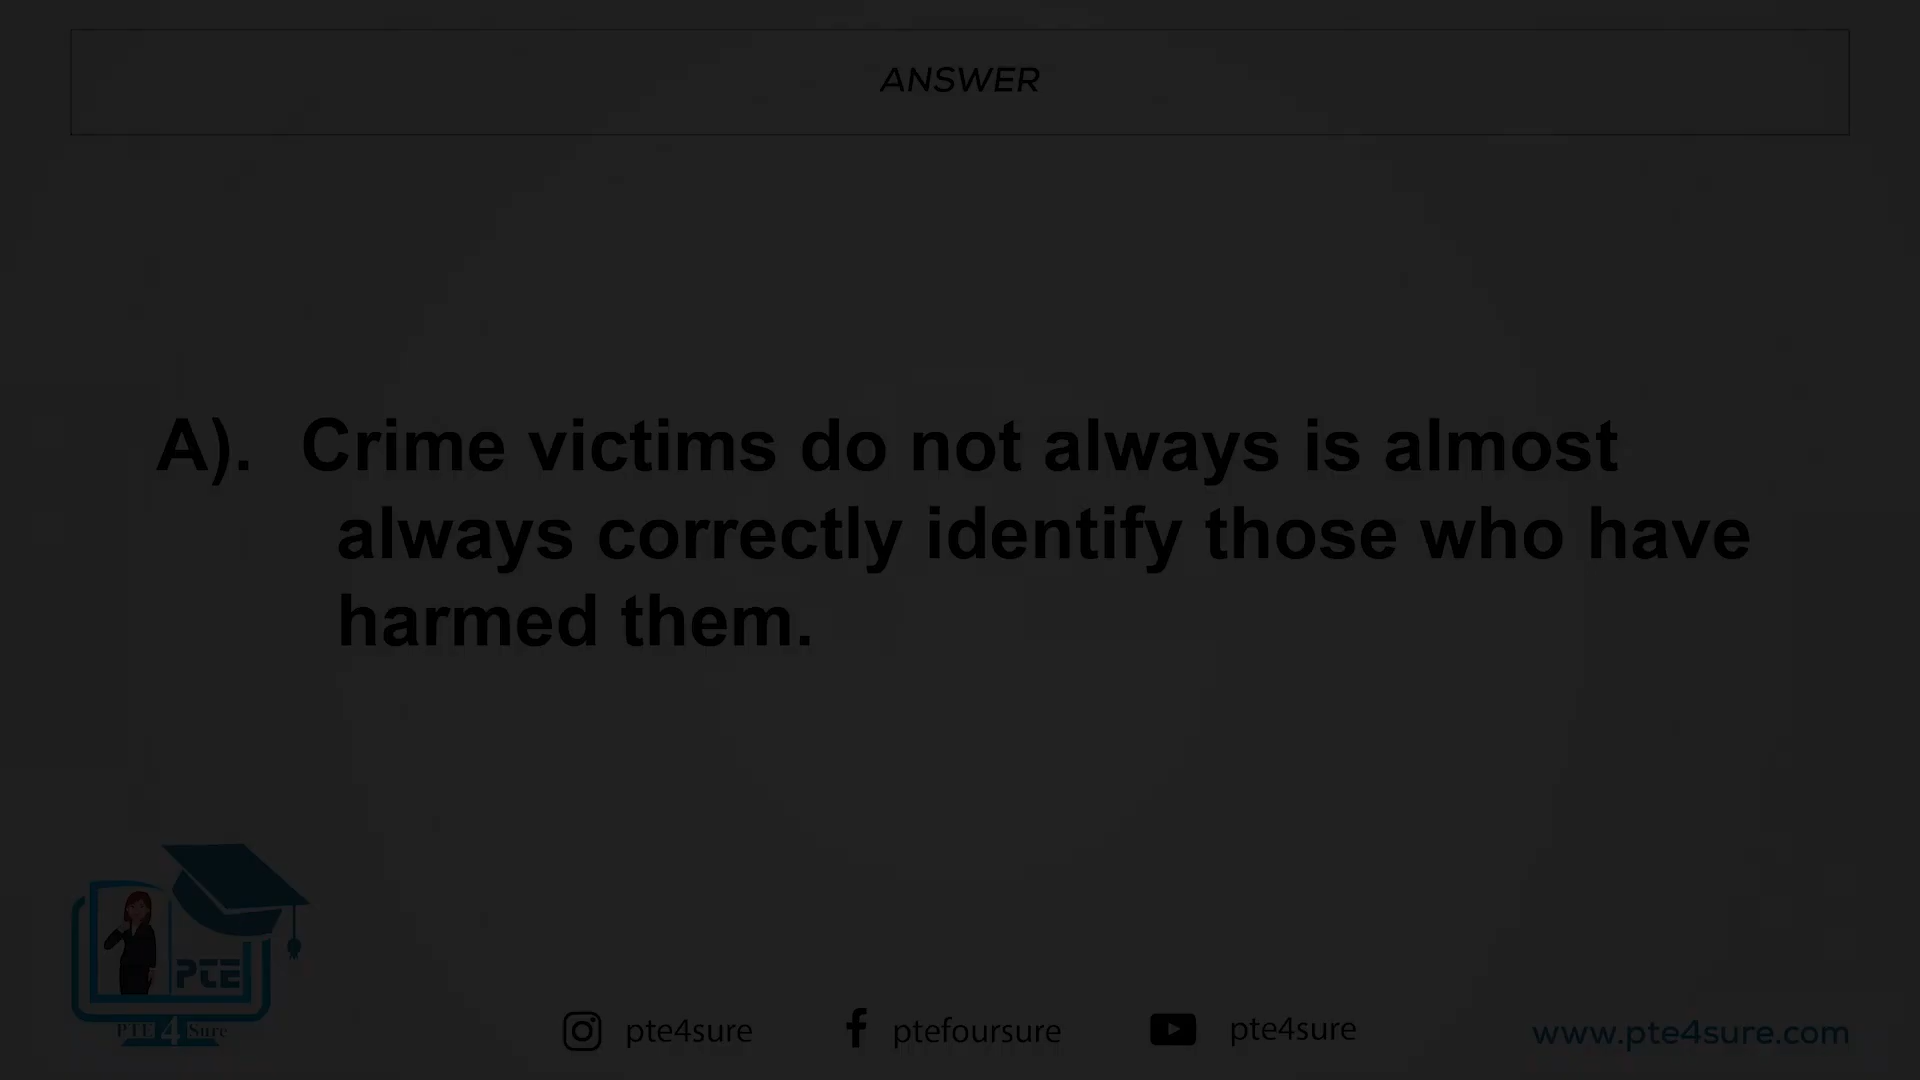 ANSWER
A). Crime victims do not always is almost
always correctly identify those who have
harmed them.
PTE
PTE 4 Sure
pte4sure
ptefoursure
pte4sure
www.pte4sure.com